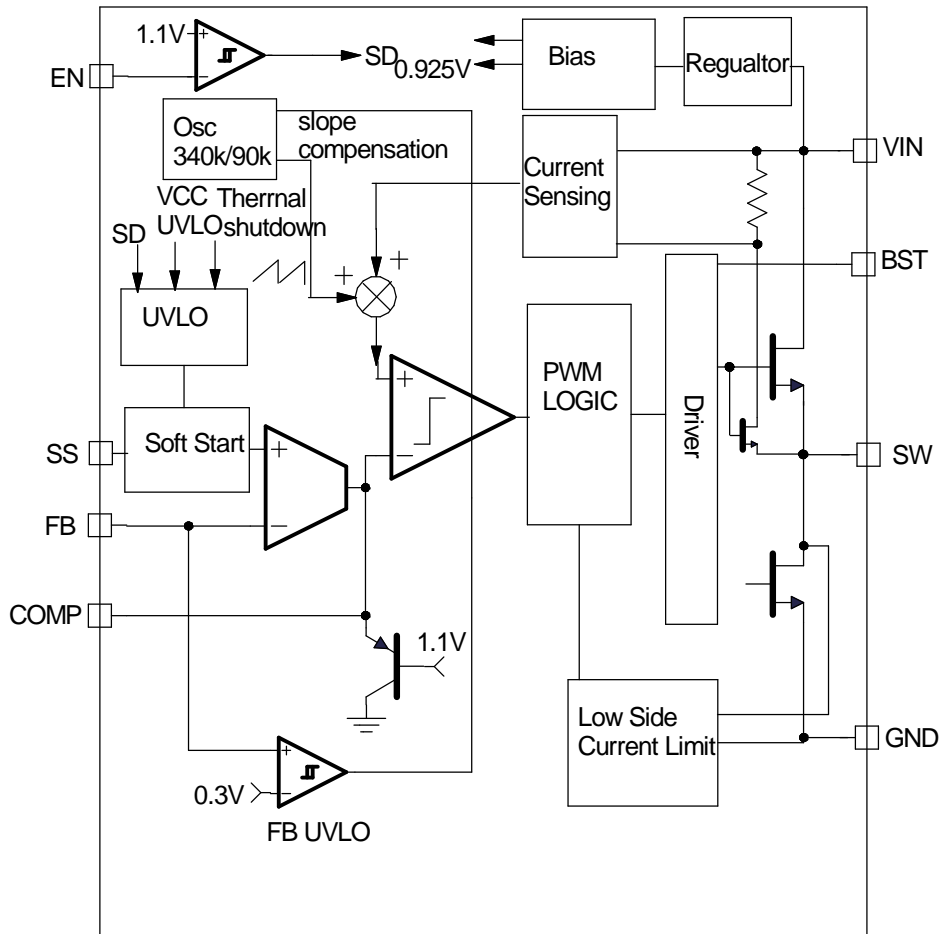 1.1V
+
−
EN
SD
0.925V
Bias
Regualtor
Osc
340k/90k
slope
compensation
Current
Sensing
VIN
VCC
UVLO
Therrnal
shutdown
SD
+
+
BST
UVLO
PWM
LOGIC
Driver
+
−
SS
Soft Start
+
−
SW
FB
COMP
1.1V
Low Side
Current Limit
GND
+
−
0.3V
FB UVLO